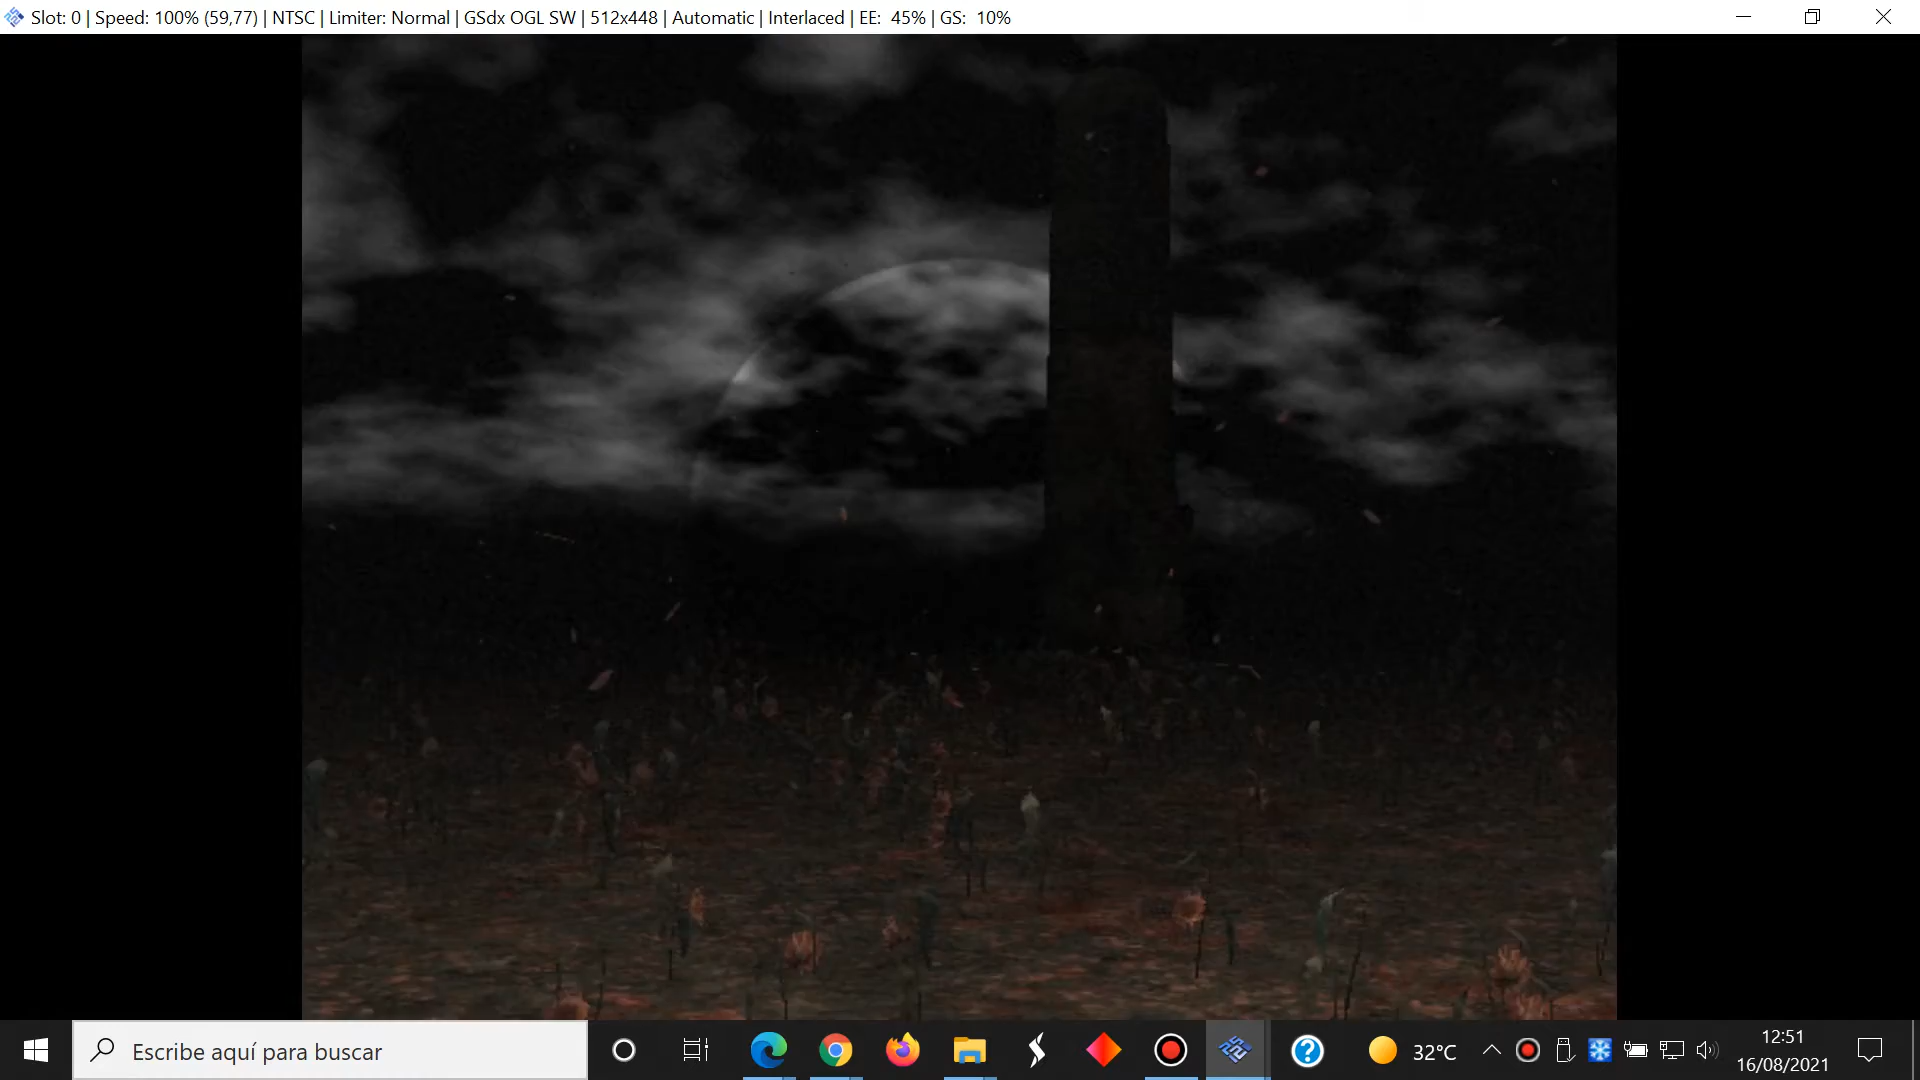 Slot: 0 | Speed: 100% (59,77) | NTSC | Limiter: Normal | GSdx OGL SW | 512x448 | Automatic | Interlaced | EE: 45% | GS: 10%
Escribe aquí para buscar
32°C
12:51
16/08/2021